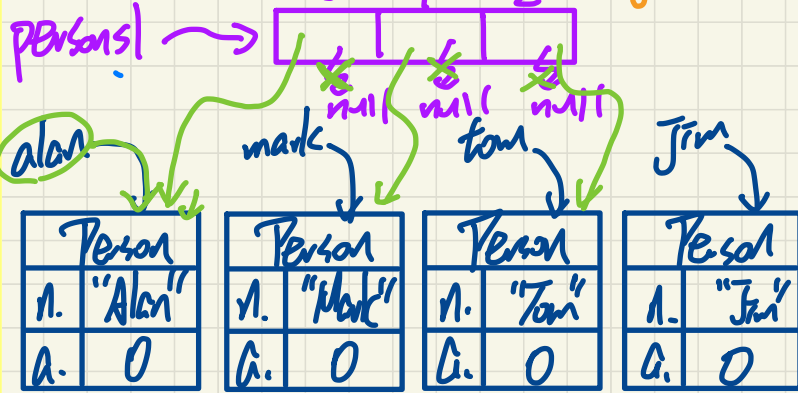 persons1
null null null
alan mark tom Jim
Person Person Person Person
n. "Alan" n. "Mark" n. "Tom" n. "Jim"
a. 0 a. 0 a. 0 a. 0